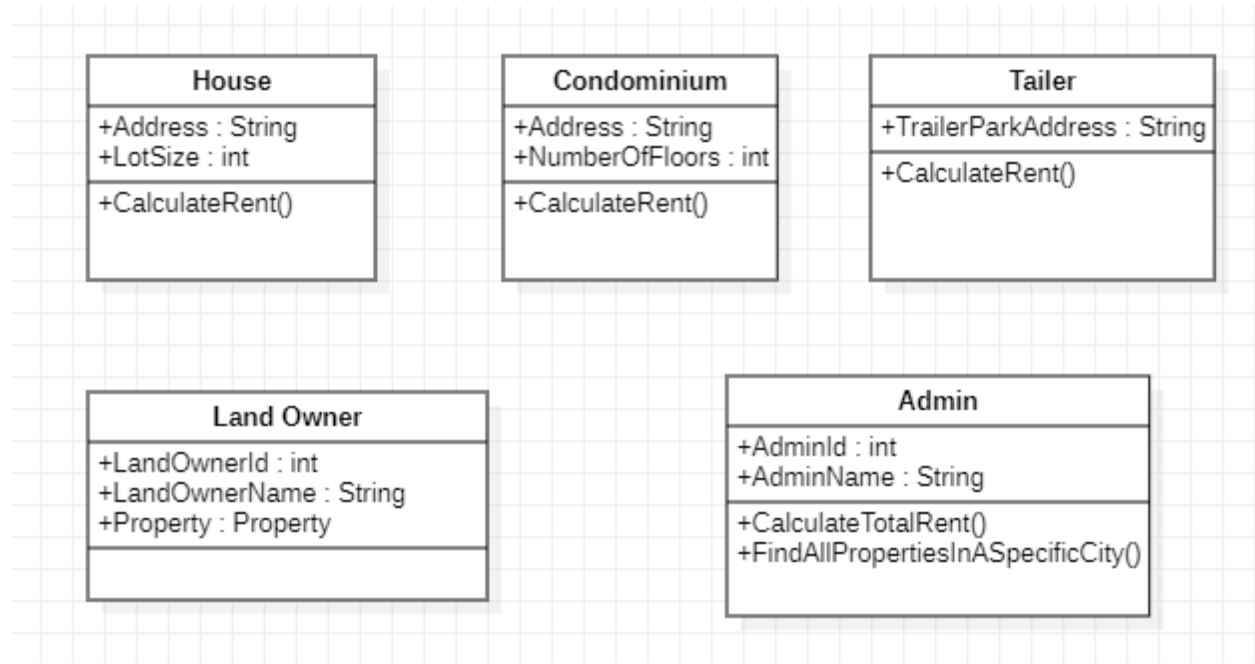 House
+Address : String
+LotSize : int
+CalculateRent()
Condominium
+Address : String
+NumberOfFloors : int
+CalculateRent()
Tailer
+TrailerParkAddress : String
+CalculateRent()
Land Owner
+LandOwnerId : int
+LandOwnerName : String
+Property : Property
Admin
+AdminId : int
+AdminName : String
+CalculateTotalRent()
+FindAllPropertiesInASpecificCity()